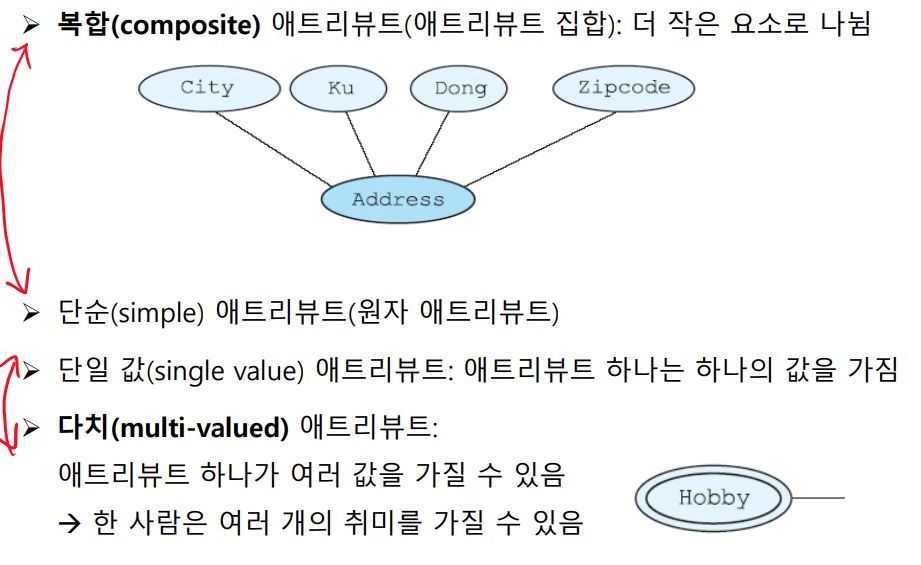 ➢ 복합(composite) 애트리뷰트(애트리뷰트 집합): 더 작은 요소로 나뉨
City Ku Dong Zipcode
Address
➢ 단순(simple) 애트리뷰트(원자 애트리뷰트)
➢ 단일 값(single value) 애트리뷰트: 애트리뷰트 하나는 하나의 값을 가짐
➢ 다치(multi-valued) 애트리뷰트:
애트리뷰트 하나가 여러 값을 가질 수 있음
→ 한 사람은 여러 개의 취미를 가질 수 있음
Hobby